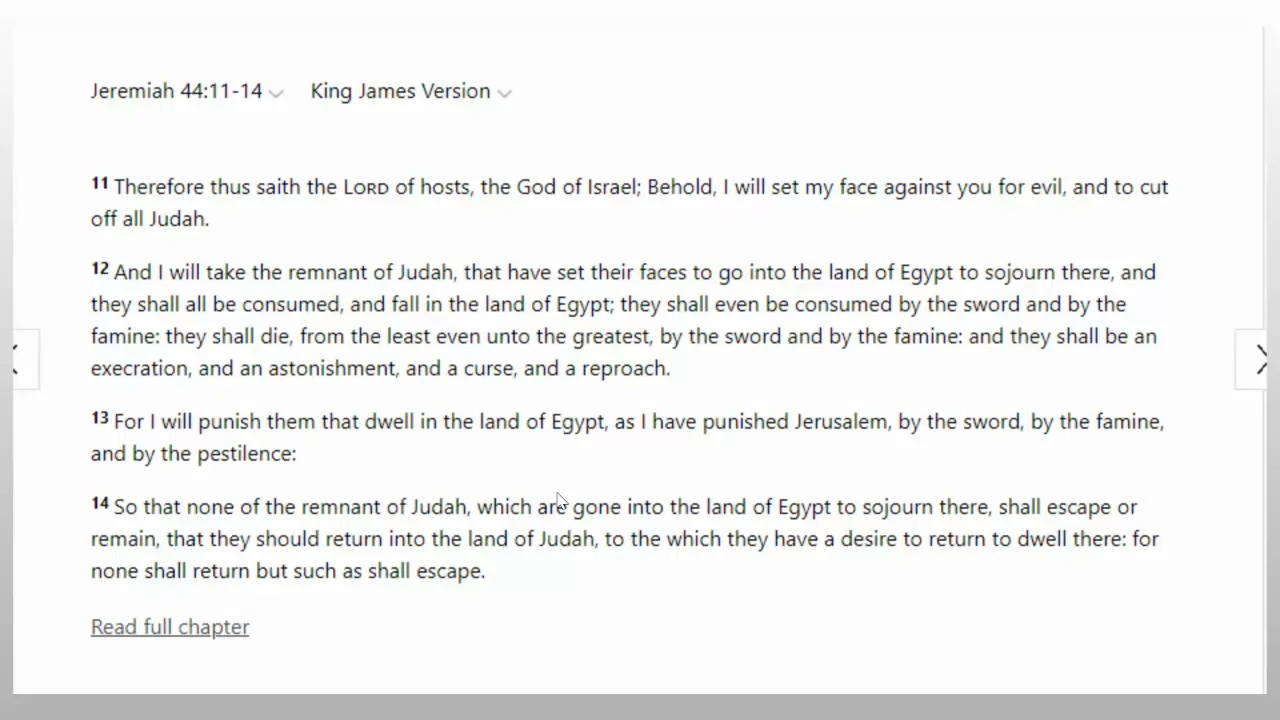 Jeremiah 44:11-14 King James Version
11 Therefore thus saith the LORD of hosts, the God of Israel; Behold, I will set my face against you for evil, and to cut
off all Judah.
12 And I will take the remnant of Judah, that have set their faces to go into the land of Egypt to sojourn there, and
they shall all be consumed, and fall in the land of Egypt; they shall even be consumed by the sword and by the
famine: they shall die, from the least even unto the greatest, by the sword and by the famine: and they shall be an
execration, and an astonishment, and a curse, and a reproach.
13 For I will punish them that dwell in the land of Egypt, as I have punished Jerusalem, by the sword, by the famine,
and by the pestilence:
14 So that none of the remnant of Judah, which are gone into the land of Egypt to sojourn there, shall escape or
remain, that they should return into the land of Judah, to the which they have a desire to return to dwell there: for
none shall return but such as shall escape.
Read full chapter